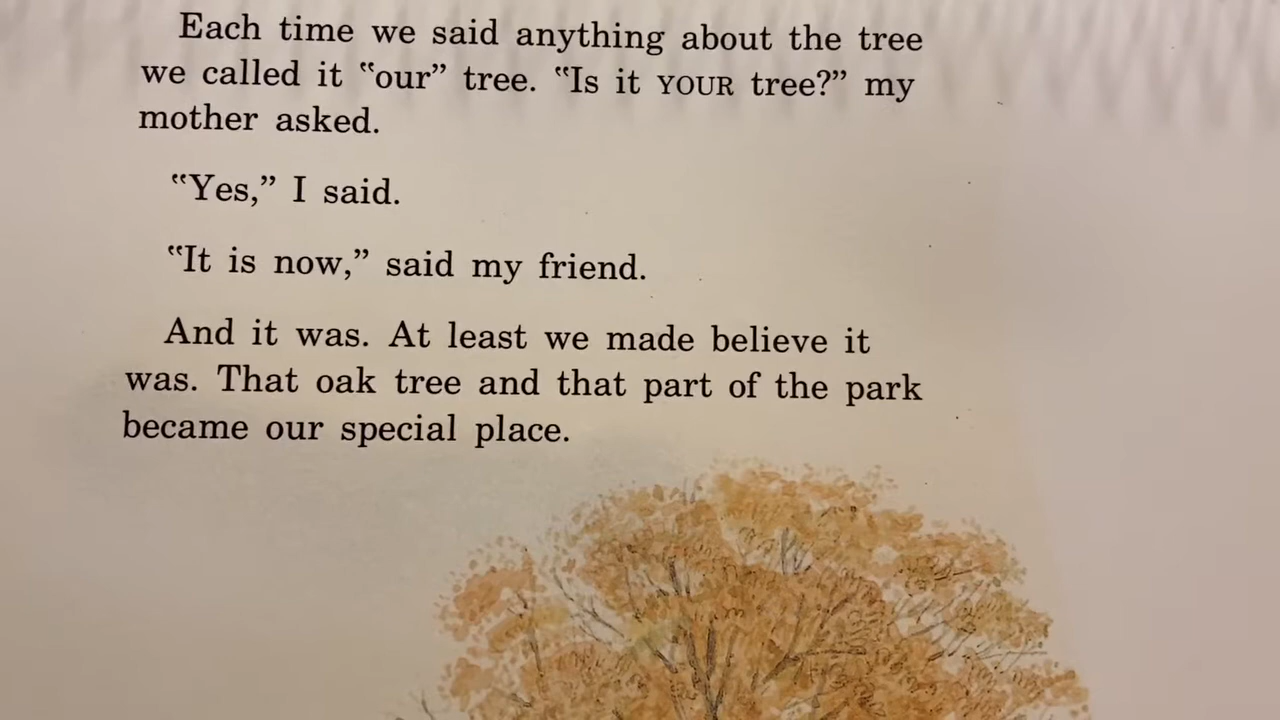 Each time we said anything about the tree
we called it “our” tree. “Is it YOUR tree?” my
mother asked.
“Yes,” I said.
“It is now,” said my friend.
And it was. At least we made believe it
was. That oak tree and that part of the park
became our special place.